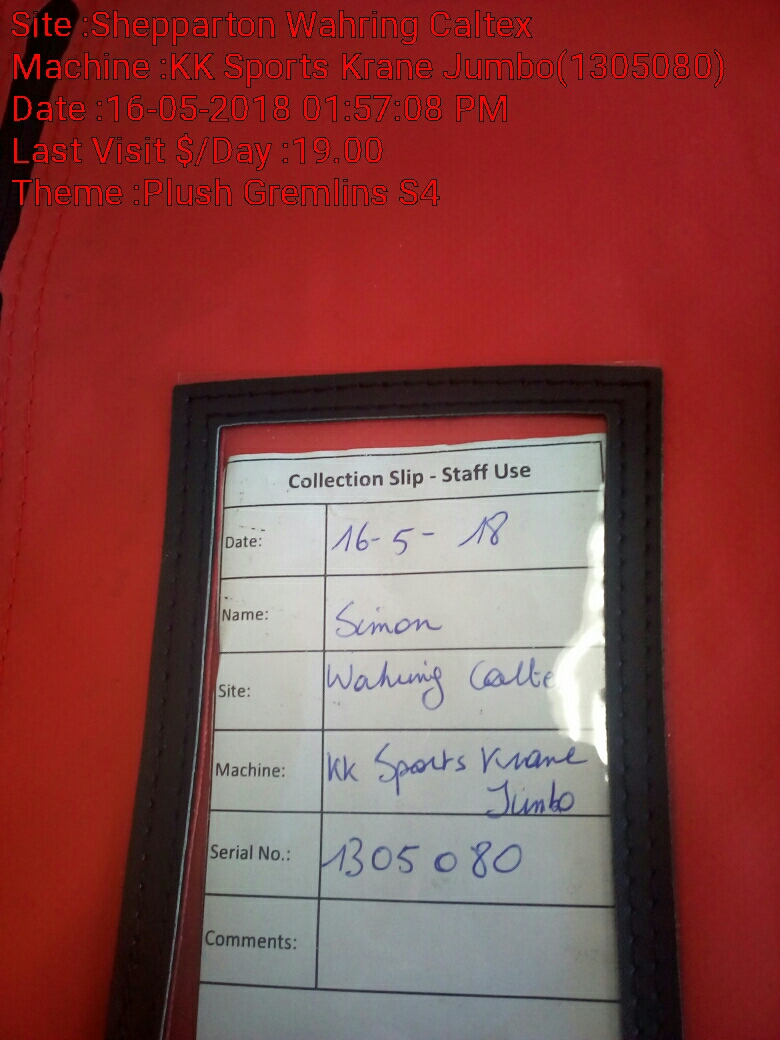 Site :Shepparton Wahring Caltex
Machine :KK Sports Krane Jumbo(1305080)
Date :16-05-2018 01:57:08 PM
Last Visit $/Day :19.00
Theme :Plush Gremlins S4
Collection Slip - Staff Use
Date: 16-5-18
Name: Simon
Site: Wahring Calte
Machine: KK Sports Krane
Jumbo
Serial No.: 1305080
Comments: